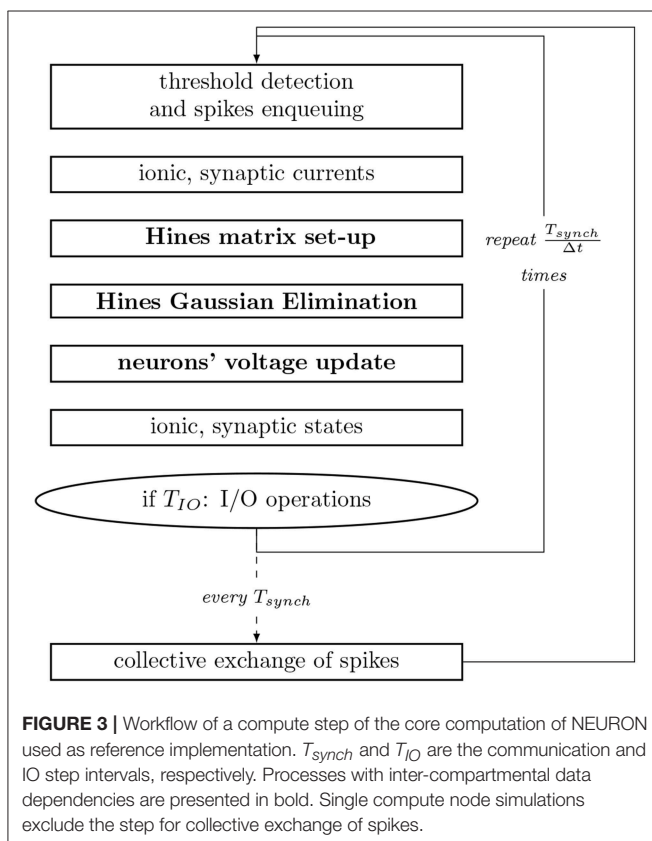 threshold detection
and spikes enqueuing
ionic, synaptic currents
Hines matrix set-up
repeat T_synch/Δt
times
Hines Gaussian Elimination
neurons' voltage update
ionic, synaptic states
if T_IO: I/O operations
every T_synch
collective exchange of spikes
FIGURE 3 | Workflow of a compute step of the core computation of NEURON
used as reference implementation. T_synch and T_IO are the communication and
IO step intervals, respectively. Processes with inter-compartmental data
dependencies are presented in bold. Single compute node simulations
exclude the step for collective exchange of spikes.